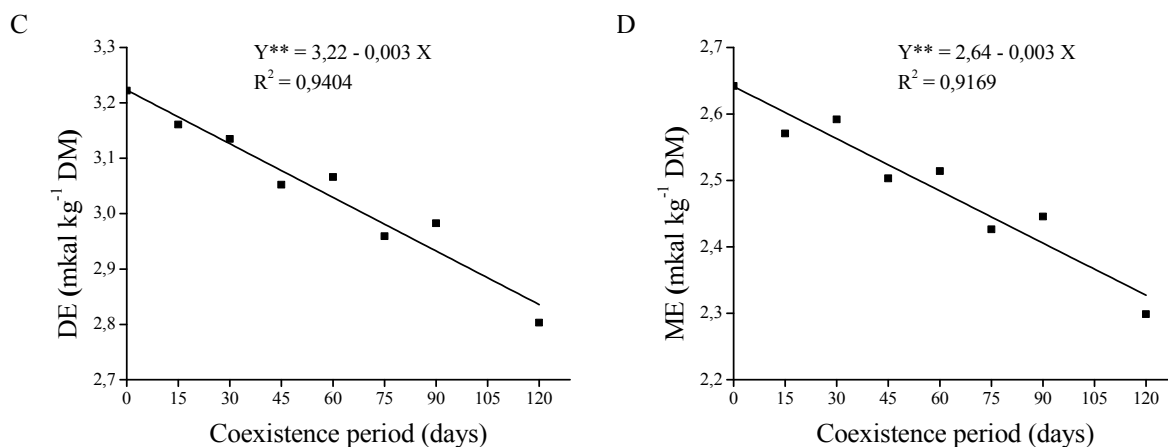 C
Y** = 3,22 - 0,003 X
R² = 0,9404
3,3
3,2
3,1
3,0
2,9
2,8
2,7
DE (mkal kg⁻¹ DM)
0 15 30 45 60 75 90 105 120
Coexistence period (days)
D
Y** = 2,64 - 0,003 X
R² = 0,9169
2,7
2,6
2,5
2,4
2,3
2,2
ME (mkal kg⁻¹ DM)
0 15 30 45 60 75 90 105 120
Coexistence period (days)